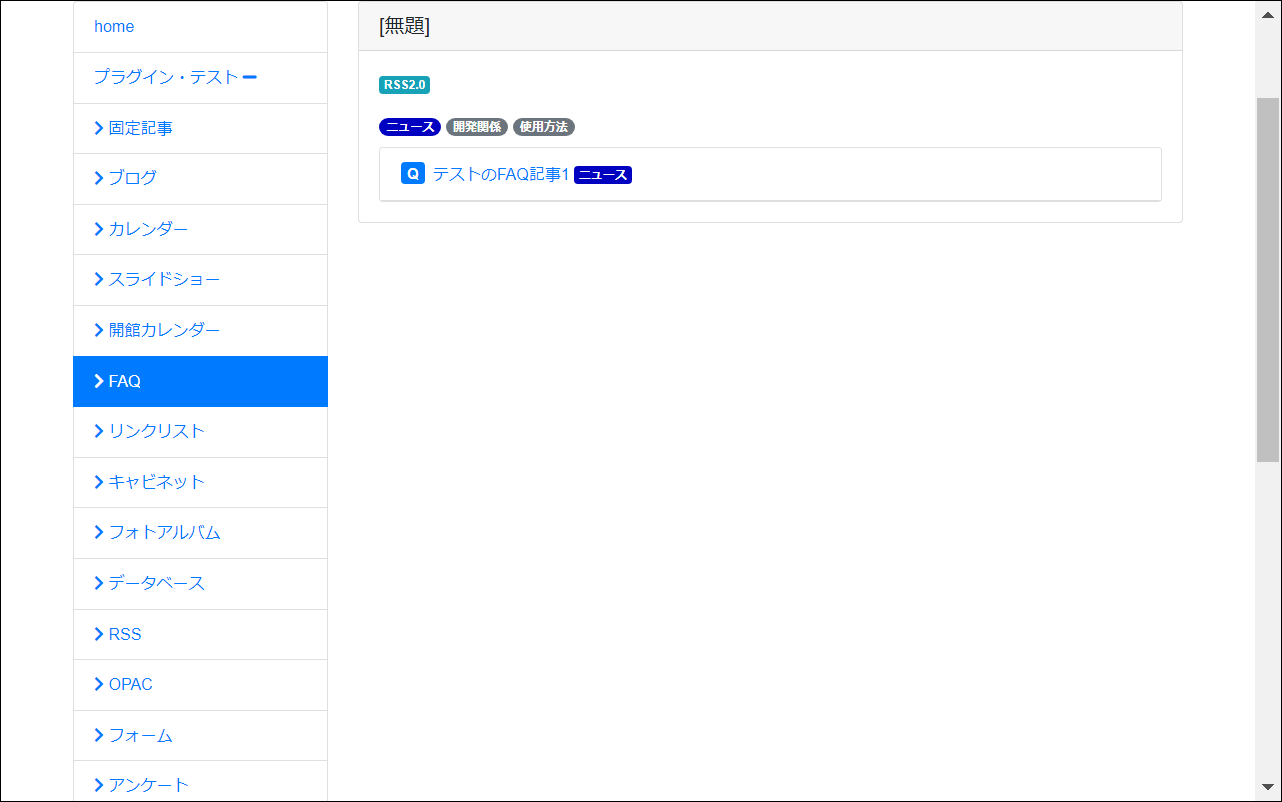 home
プラグイン・テスト
固定記事
ブログ
カレンダー
スライドショー
開館カレンダー
FAQ
リンクリスト
キャビネット
フォトアルバム
データベース
RSS
OPAC
フォーム
アンケート
[無題]
RSS2.0
ニュース 開発関係 使用方法
Q テストのFAQ記事1 ニュース